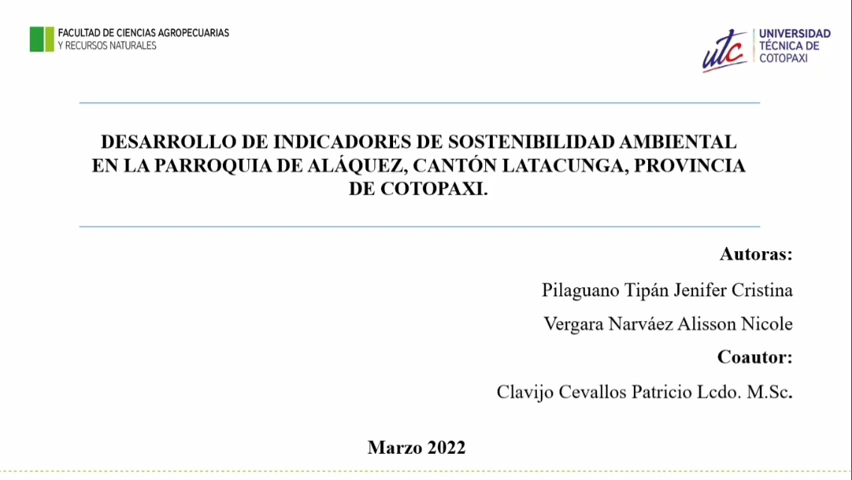 FACULTAD DE CIENCIAS AGROPECUARIAS
Y RECURSOS NATURALES
utc
UNIVERSIDAD
TÉCNICA DE
COTOPAXI
DESARROLLO DE INDICADORES DE SOSTENIBILIDAD AMBIENTAL
EN LA PARROQUIA DE ALÁQUEZ, CANTÓN LATACUNGA, PROVINCIA
DE COTOPAXI.
Autoras:
Pilaguano Tipán Jenifer Cristina
Vergara Narváez Alisson Nicole
Coautor:
Clavijo Cevallos Patricio Lcdo. M.Sc.
Marzo 2022